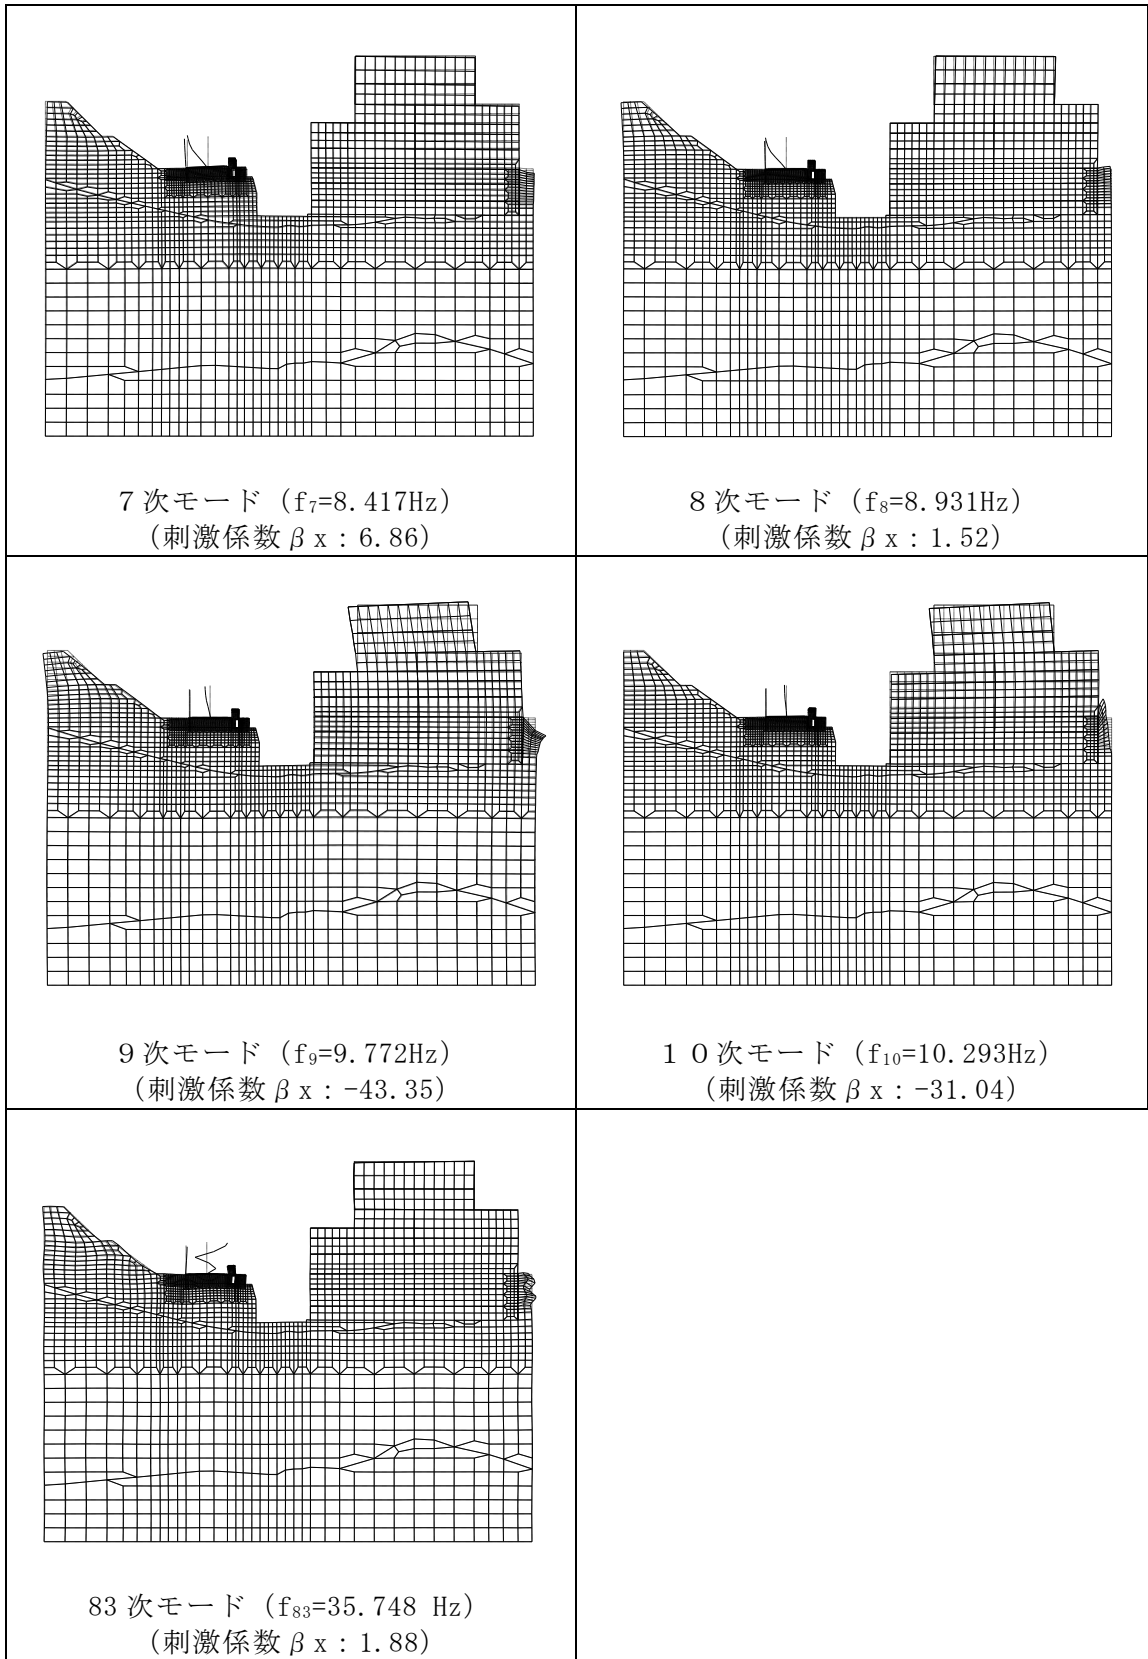 7次モード（f₇=8.417Hz）
（刺激係数βx：6.86）
8次モード（f₈=8.931Hz）
（刺激係数βx：1.52）
9次モード（f₉=9.772Hz）
（刺激係数βx：-43.35）
10次モード（f₁₀=10.293Hz）
（刺激係数βx：-31.04）
83次モード（f₈₃=35.748 Hz）
（刺激係数βx：1.88）